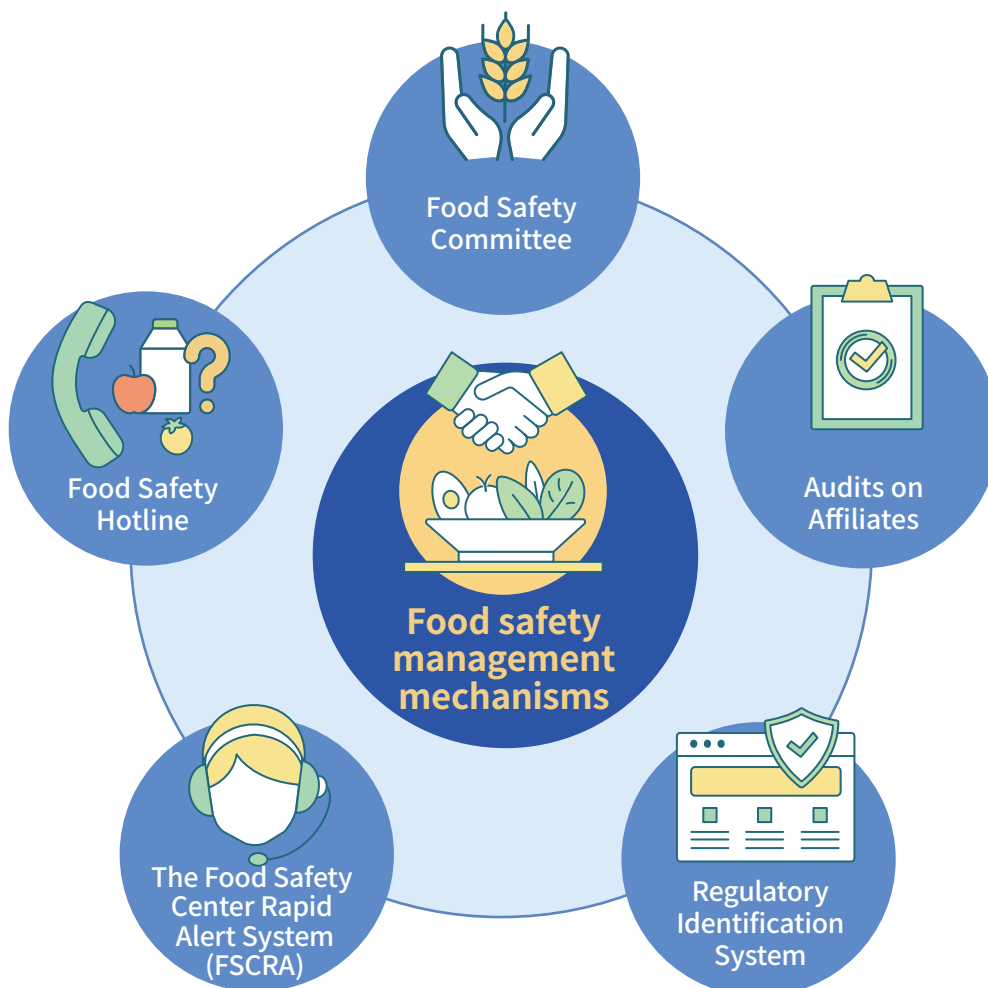 Food Safety
Committee
Food Safety
Hotline
Audits on
Affiliates
Food safety
management
mechanisms
The Food Safety
Center Rapid
Alert System
(FSCRA)
Regulatory
Identification
System